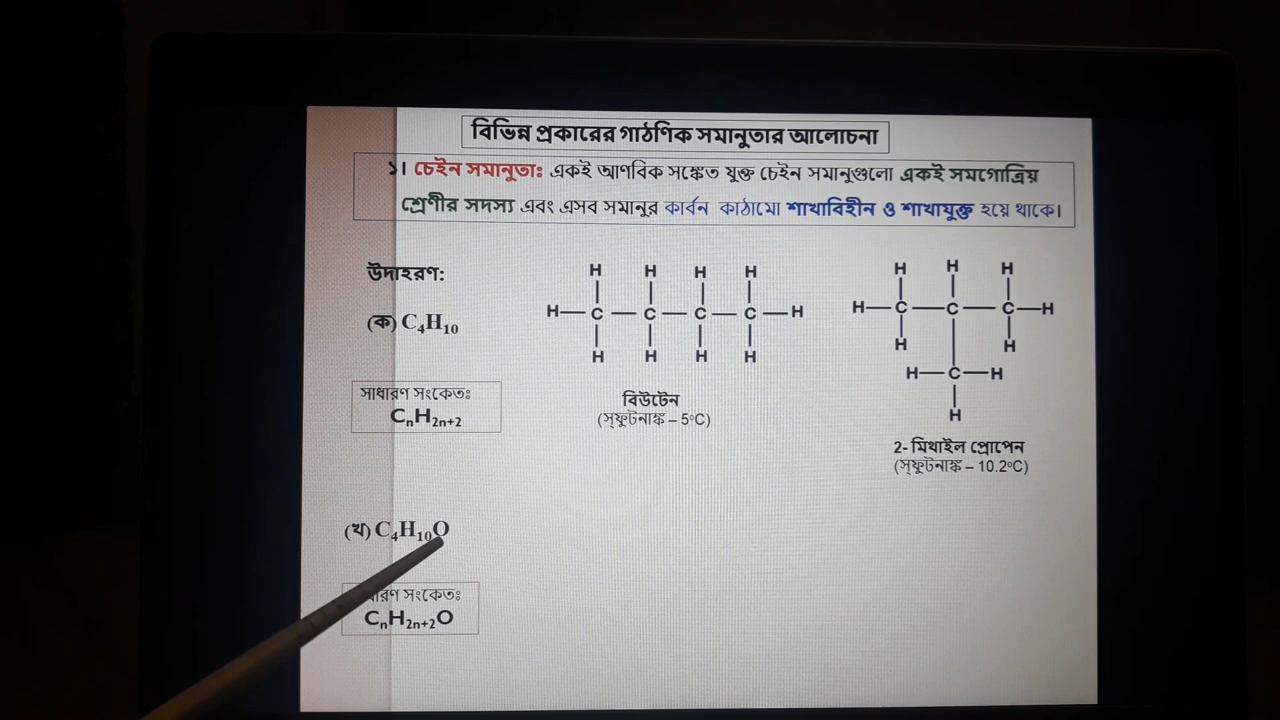 বিভিন্ন প্রকারের গাঠণিক সমানুতার আলোচনা
১। চেইন সমানুতাঃ একই আণবিক সঙ্কেত যুক্ত চেইন সমানুগুলো একই সমগোত্রিয়
শ্রেণীর সদস্য এবং এসব সমানুর কার্বন কাঠামো শাখাবিহীন ও শাখাযুক্ত হয়ে থাকে।
উদাহরণ:
(ক) C₄H₁₀
H H H H
H—C—C—C—C—H
H H H H
বিউটেন
(স্ফুটনাঙ্ক – 5°C)
H H H
H—C—C—C—H
H H
H—C—H
H
2- মিথাইল প্রোপেন
(স্ফুটনাঙ্ক – 10.2°C)
সাধারণ সংকেতঃ
CₙH₂ₙ₊₂
(খ) C₄H₁₀O
সংকেতঃ
CₙH₂ₙ₊₂O